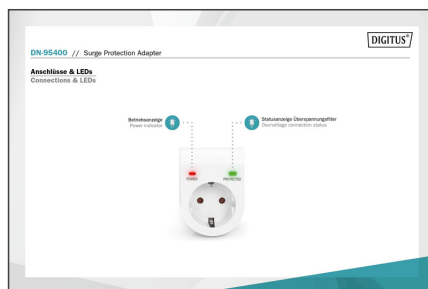 DIGITUS®
DN-95400 // Surge Protection Adapter
Anschlüsse & LEDs
Connections & LEDs
Betriebsanzeige
Power indicator
Statusanzeige Überspannungsfilter
Overvoltage connection status
POWER
PROTECTED